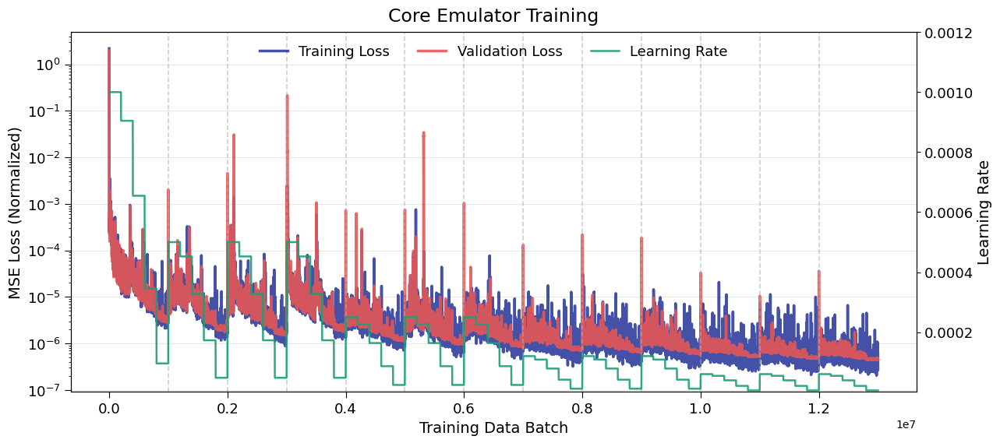 Core Emulator Training
Training Loss
Validation Loss
Learning Rate
MSE Loss (Normalized)
10⁰
10⁻¹
10⁻²
10⁻³
10⁻⁴
10⁻⁵
10⁻⁶
10⁻⁷
0.0012
0.0010
0.0008
0.0006
0.0004
0.0002
Learning Rate
0.0
0.2
0.4
0.6
0.8
1.0
1.2
1e7
Training Data Batch